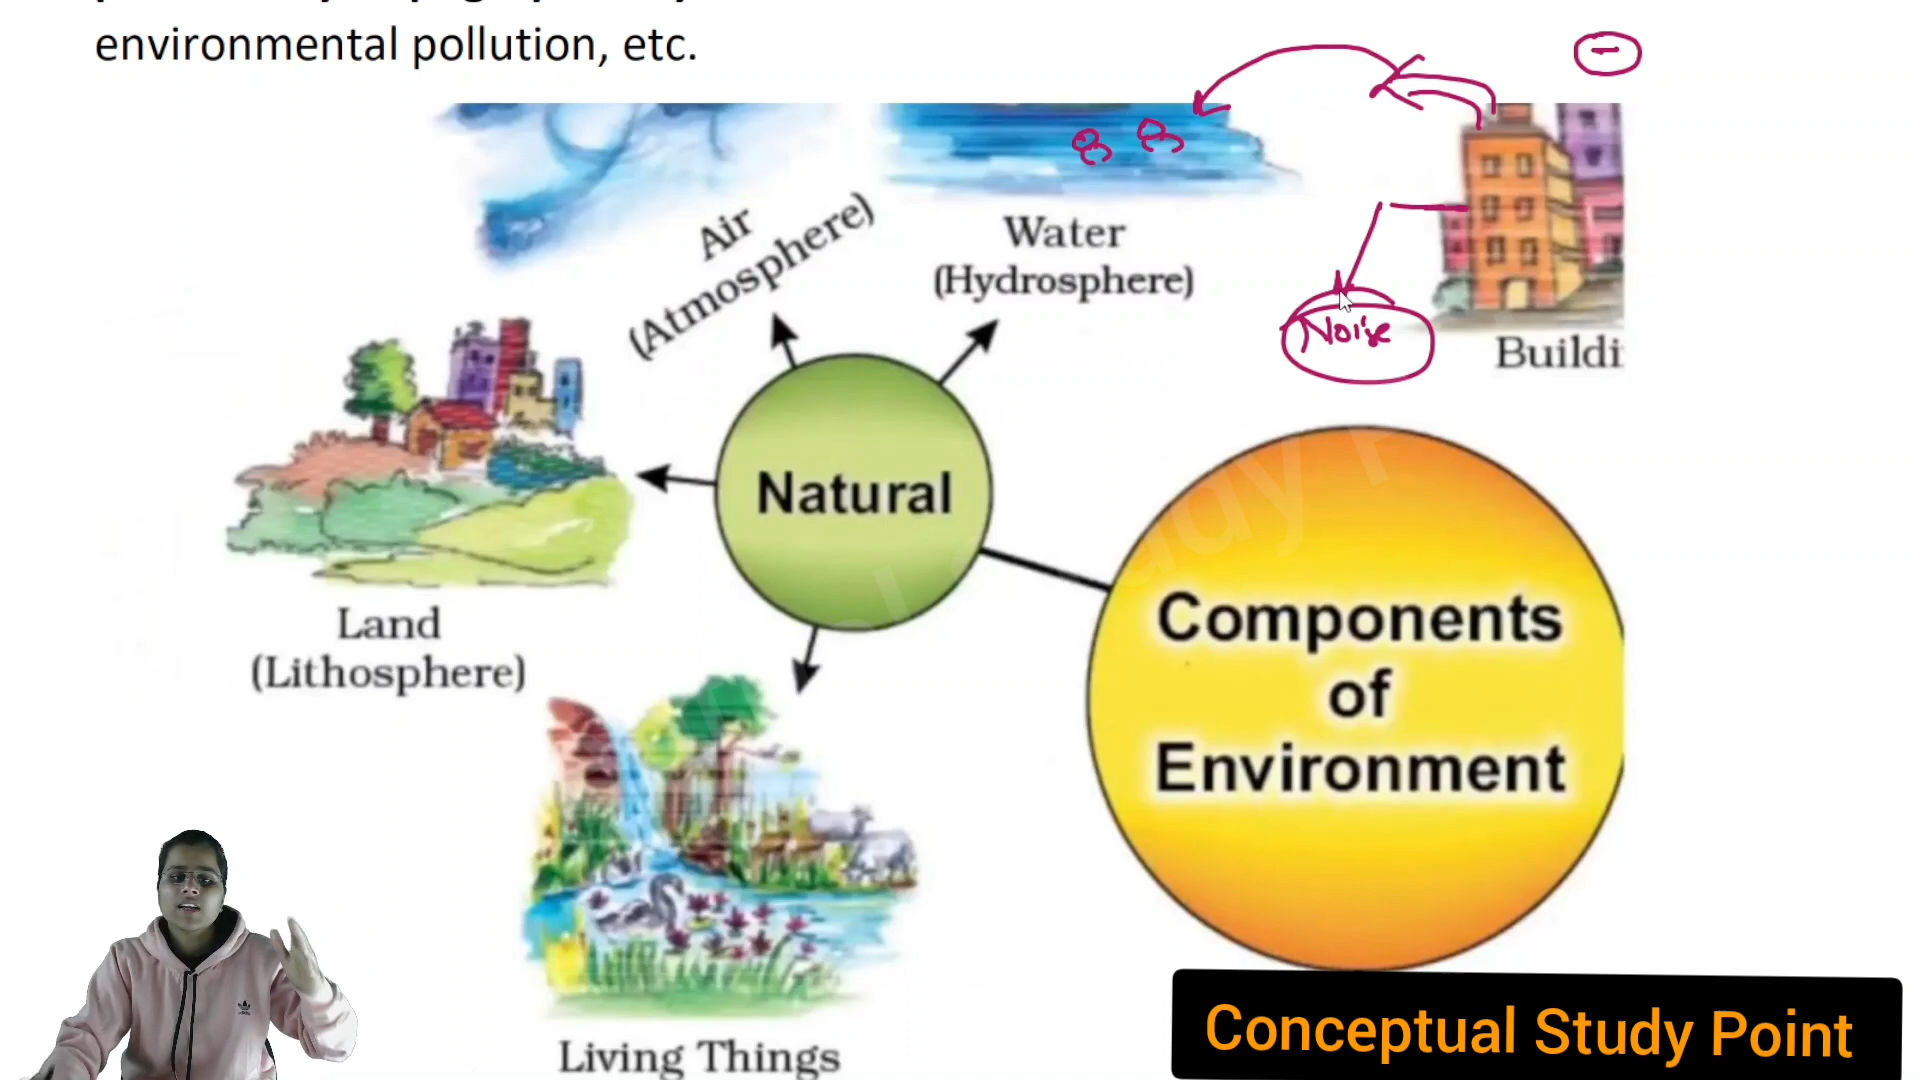 environmental pollution, etc.
Air
(Atmosphere)
Water
(Hydrosphere)
Noise
Buildi
Natural
Land
(Lithosphere)
Components
of
Environment
Living Things
Conceptual Study Point